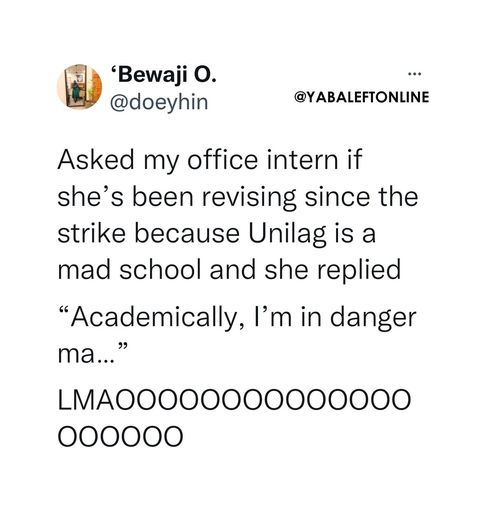 ‘Bewaji O.
@doeyhin
...
@YABALEFTONLINE
Asked my office intern if
she’s been revising since the
strike because Unilag is a
mad school and she replied
“Academically, I’m in danger
ma...”
LMAOOOOOOOOOOOOOO
OOOOOO